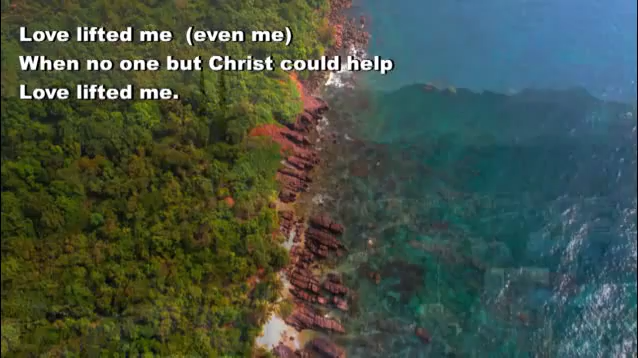 Love lifted me  (even me)
When no one but Christ could help
Love lifted me.